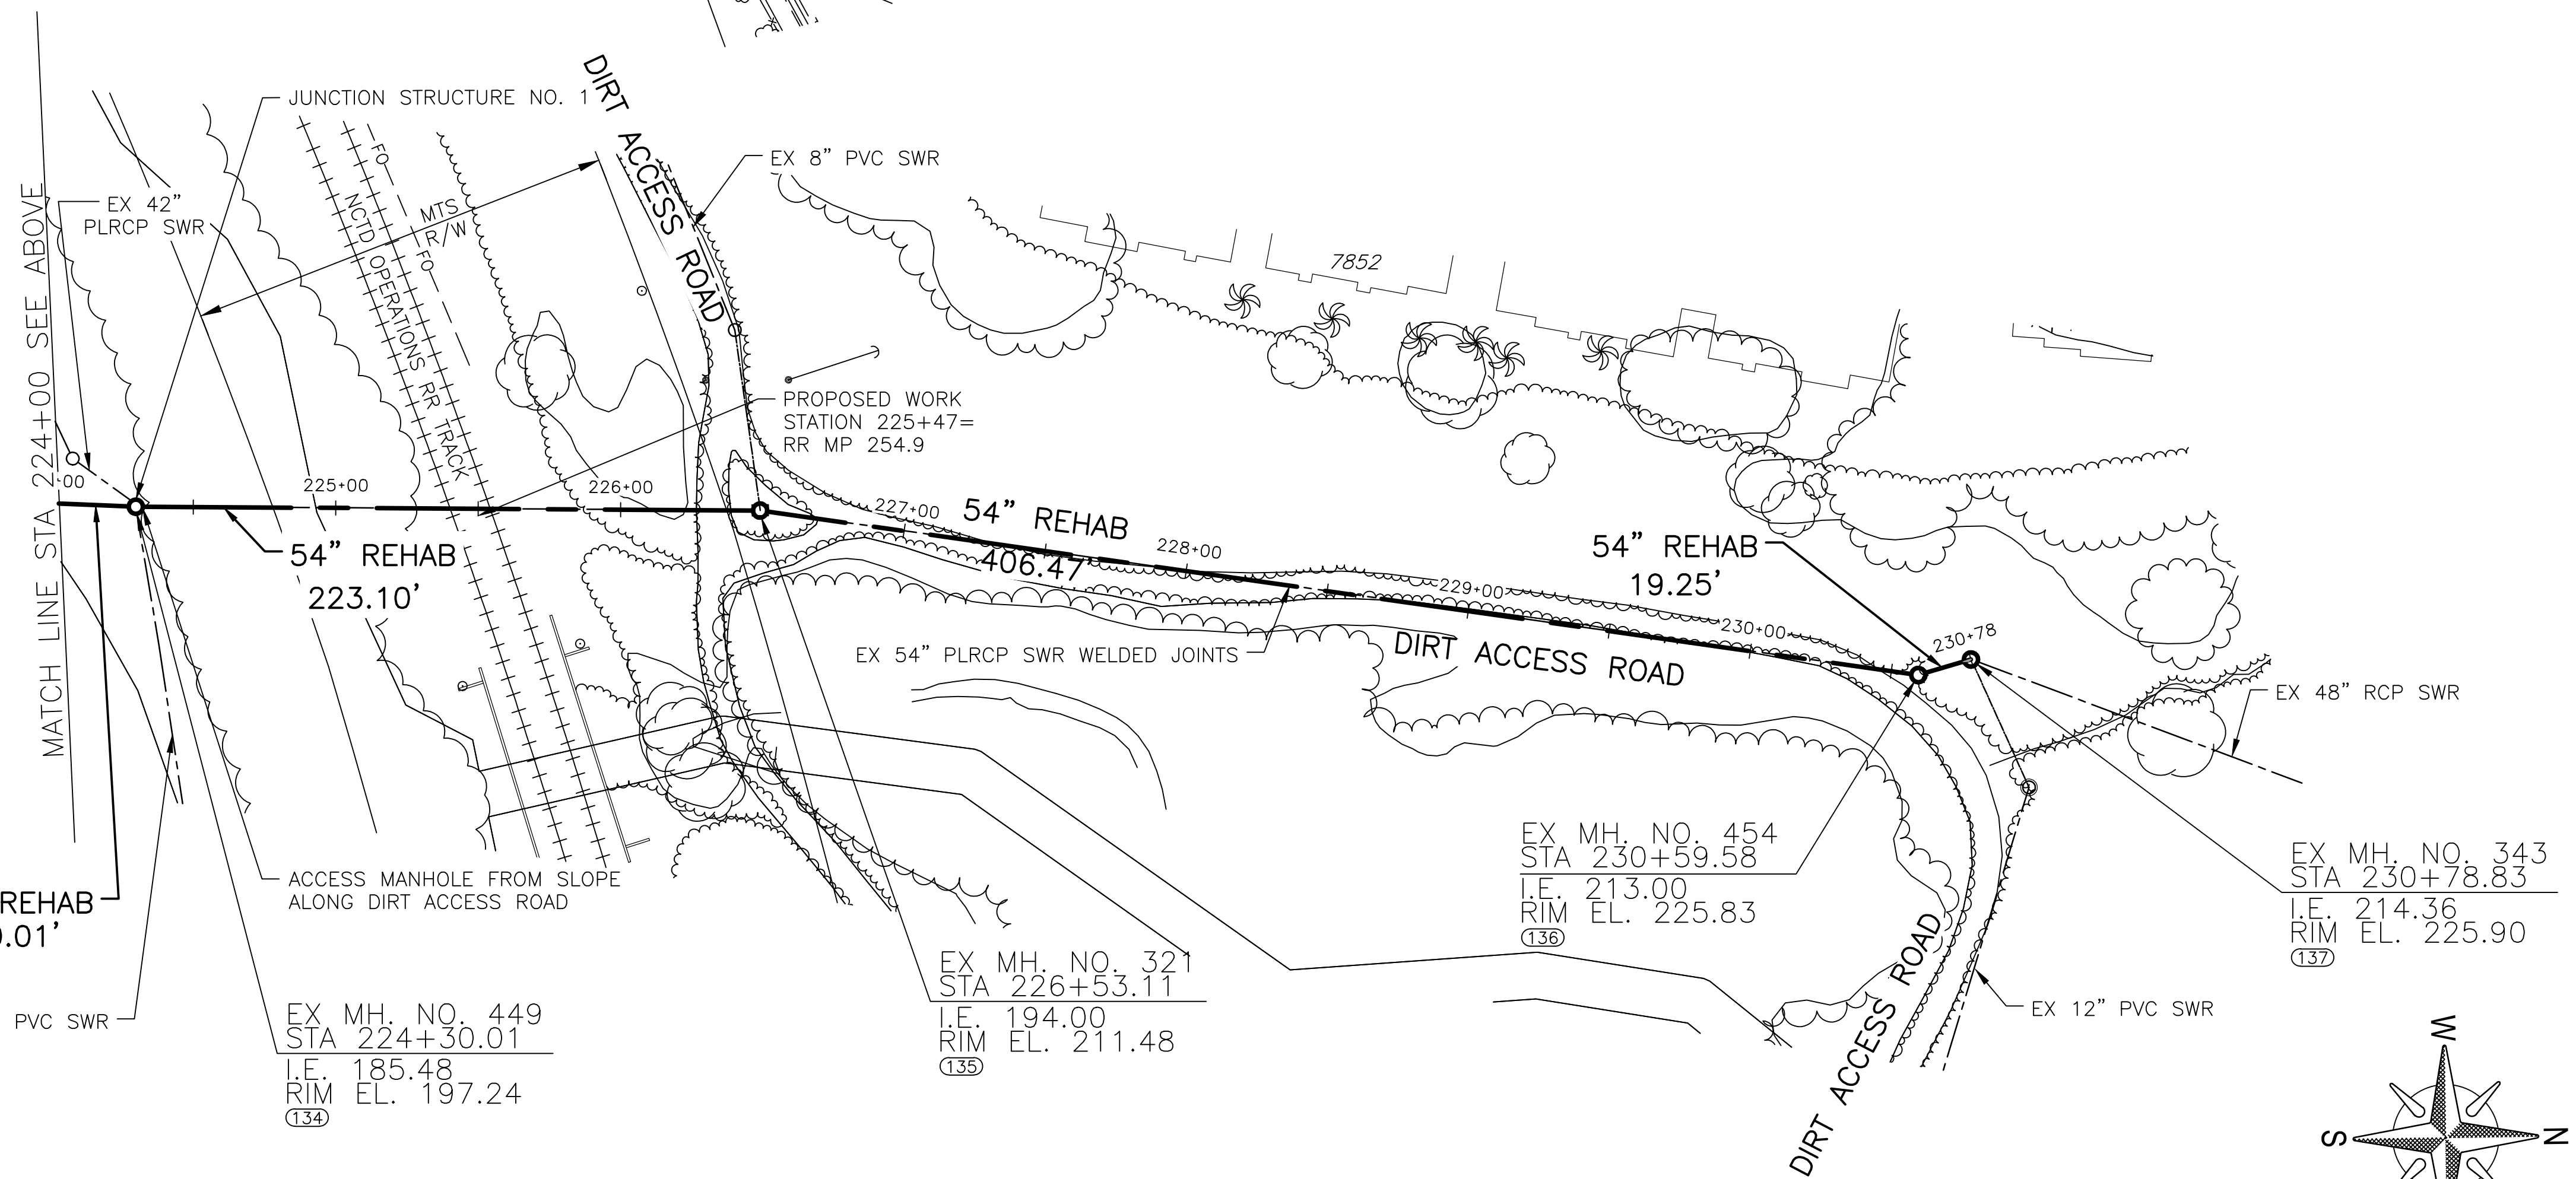 JUNCTION STRUCTURE NO. 1
DIRT ACCESS ROAD
EX 8" PVC SWR
EX 42"
PLRCP SWR
MATCH LINE STA 224+00 SEE ABOVE
FO
FO
MTS
R/W
NCTD OPERATIONS RR TRACK
7852
PROPOSED WORK
STATION 225+47=
RR MP 254.9
+00
225+00
226+00
227+00
228+00
229+00
230+00
230+78
54" REHAB
223.10'
54" REHAB
406.47'
54" REHAB
19.25'
EX 54" PLRCP SWR WELDED JOINTS
DIRT ACCESS ROAD
EX 48" RCP SWR
ACCESS MANHOLE FROM SLOPE
ALONG DIRT ACCESS ROAD
REHAB
.01'
PVC SWR
EX MH. NO. 449
STA 224+30.01
I.E. 185.48
RIM EL. 197.24
134
EX MH. NO. 321
STA 226+53.11
I.E. 194.00
RIM EL. 211.48
135
EX MH. NO. 454
STA 230+59.58
I.E. 213.00
RIM EL. 225.83
136
EX MH. NO. 343
STA 230+78.83
I.E. 214.36
RIM EL. 225.90
137
EX 12" PVC SWR
DIRT ACCESS ROAD
W
S
N